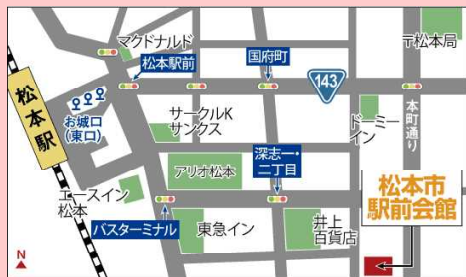 マクドナルド
松本駅前
国府町
〒松本局
143
松本駅
お城口
(東口)
サークルK
サンクス
ドーミー
イン
本町通り
アリオ松本
深志一・
二丁目
エースイン
松本
バスターミナル
東急イン
井上
百貨店
松本市
駅前会館
N